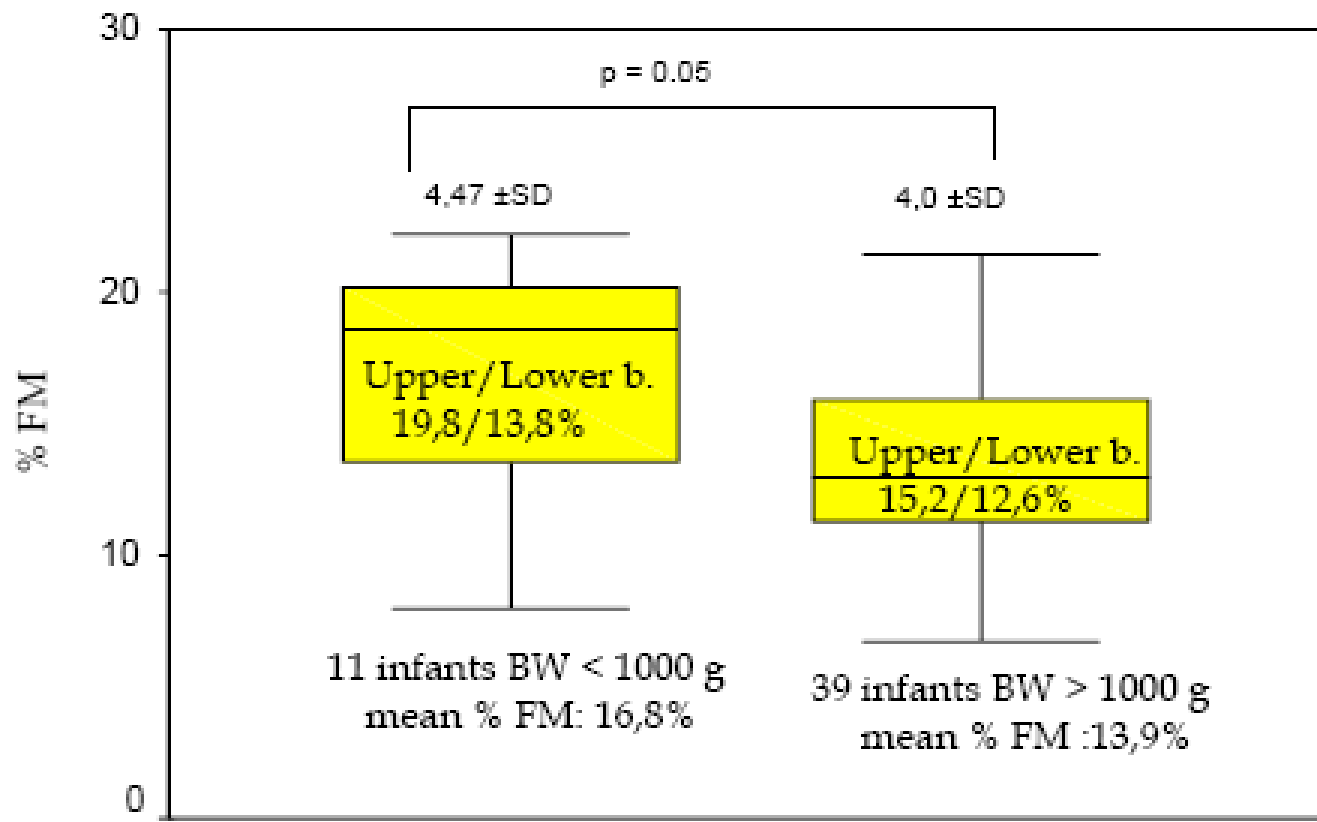 30
p = 0.05
4,47 ±SD
4,0 ±SD
20
% FM
Upper/Lower b.
19,8/13,8%
Upper/Lower b.
15,2/12,6%
10
11 infants BW < 1000 g
mean % FM: 16,8%
39 infants BW > 1000 g
mean % FM :13,9%
0